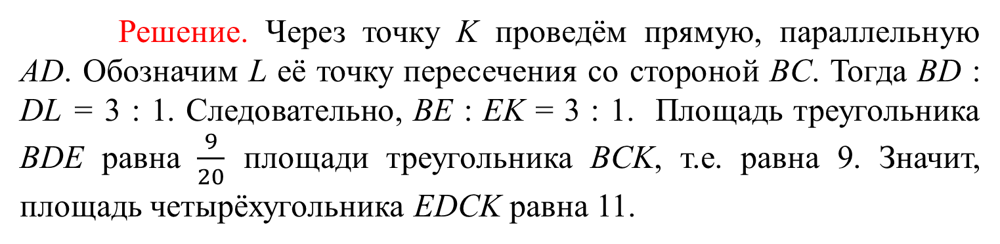 Решение. Через точку K проведём прямую, параллельную
AD. Обозначим L её точку пересечения со стороной BC. Тогда BD :
DL = 3 : 1. Следовательно, BE : EK = 3 : 1. Площадь треугольника
BDE равна 9/20 площади треугольника BCK, т.е. равна 9. Значит,
площадь четырёхугольника EDCK равна 11.